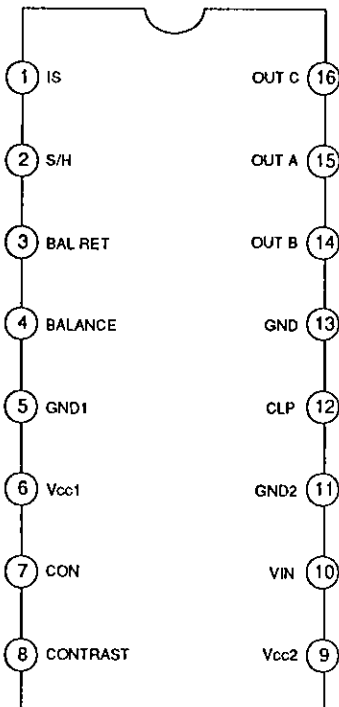 1 IS OUT C 16
2 S/H OUT A 15
3 BAL RET OUT B 14
4 BALANCE GND 13
5 GND1 CLP 12
6 Vcc1 GND2 11
7 CON VIN 10
8 CONTRAST Vcc2 9